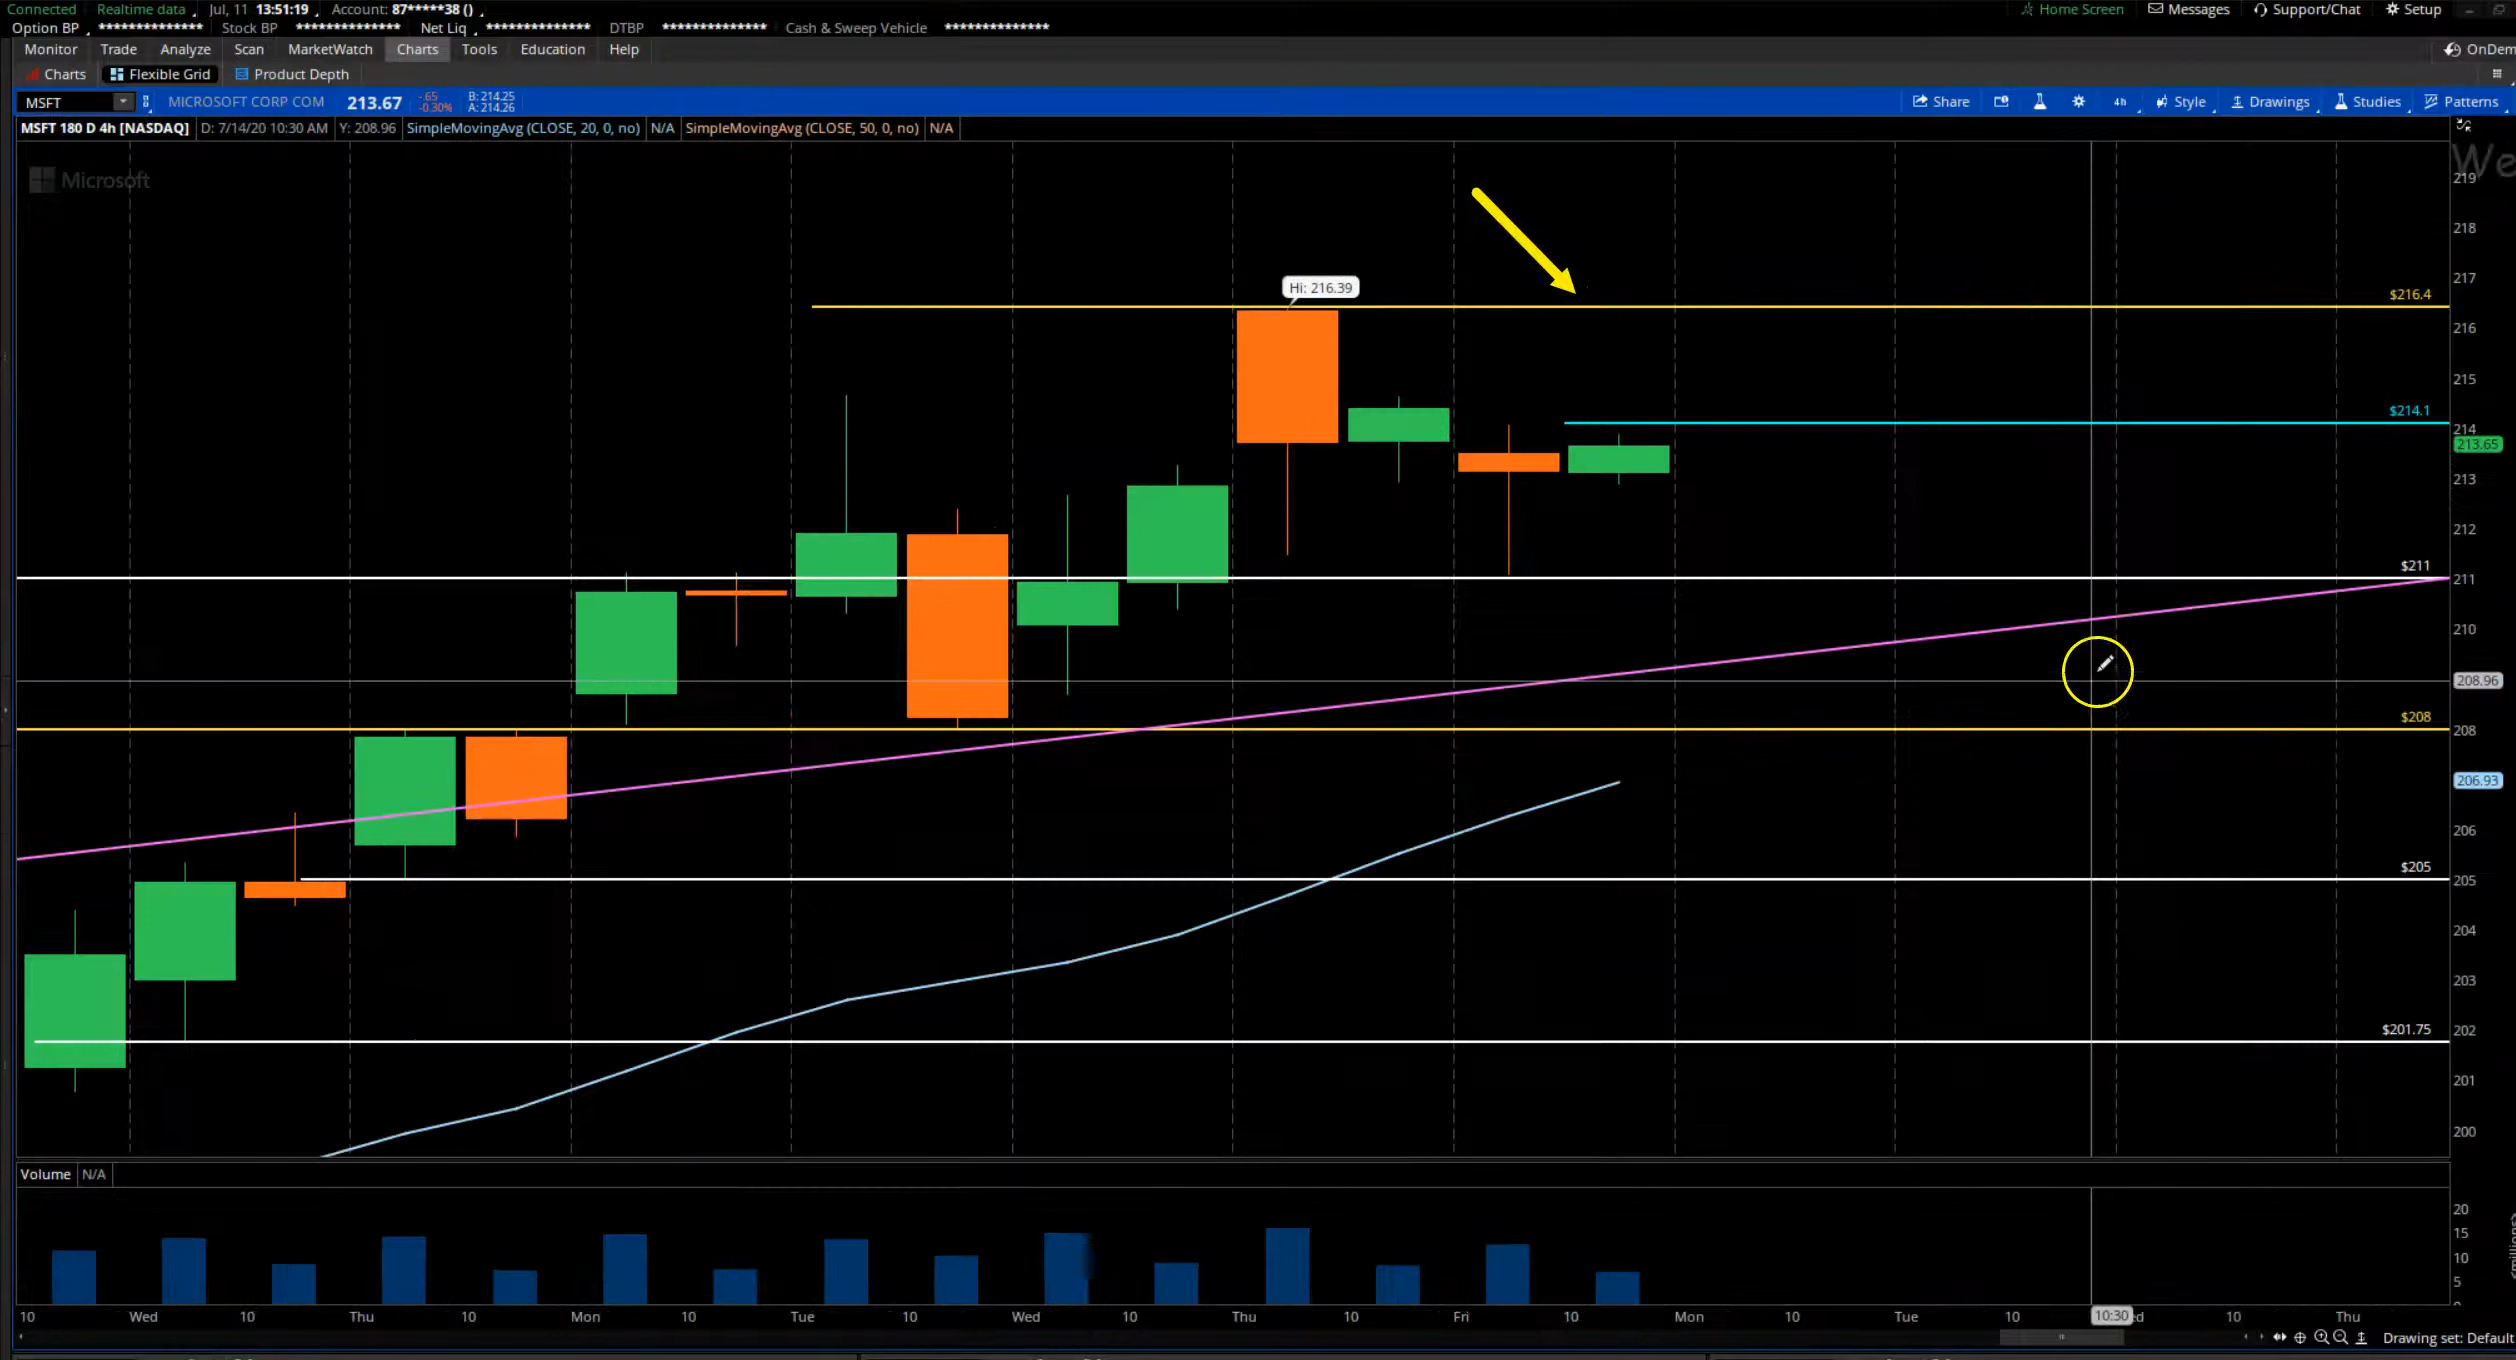 Connected Realtime data Jul, 11 13:51:19 Account: 87*****38 () Home Screen Messages Support/Chat Setup
Option BP ************** Stock BP ************** Net Liq ************** DTBP ************** Cash & Sweep Vehicle **************
Monitor Trade Analyze Scan MarketWatch Charts Tools Education Help OnDem
Charts Flexible Grid Product Depth
MSFT MICROSOFT CORP COM 213.67 -.65 -0.30% B: 214.25 A: 214.26 Share 4h Style Drawings Studies Patterns
MSFT 180 D 4h [NASDAQ] D: 7/14/20 10:30 AM Y: 208.96 SimpleMovingAvg (CLOSE, 20, 0, no) N/A SimpleMovingAvg (CLOSE, 50, 0, no) N/A
We
Microsoft
219
218
217
Hi: 216.39
$216.4
216
215
$214.1
214
213.65
213
212
$211
211
210
208.96
$208
208
206.93
206
$205
205
204
203
$201.75
202
201
200
Volume N/A
20
15
10
5
<millions>
10 Wed 10 Thu 10 Mon 10 Tue 10 Wed 10 Thu 10 Fri 10 Mon 10 Tue 10 10:30 ed 10 Thu
Drawing set: Default